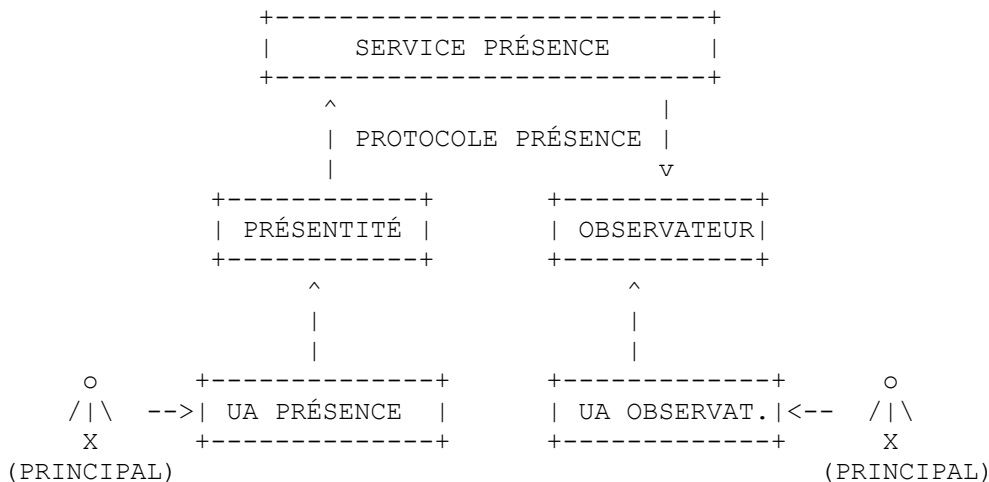 SERVICE PRÉSENCE
PROTOCOLE PRÉSENCE
PRÉSENTITÉ OBSERVATEUR
UA PRÉSENCE UA OBSERVAT.
X X
(PRINCIPAL) (PRINCIPAL)